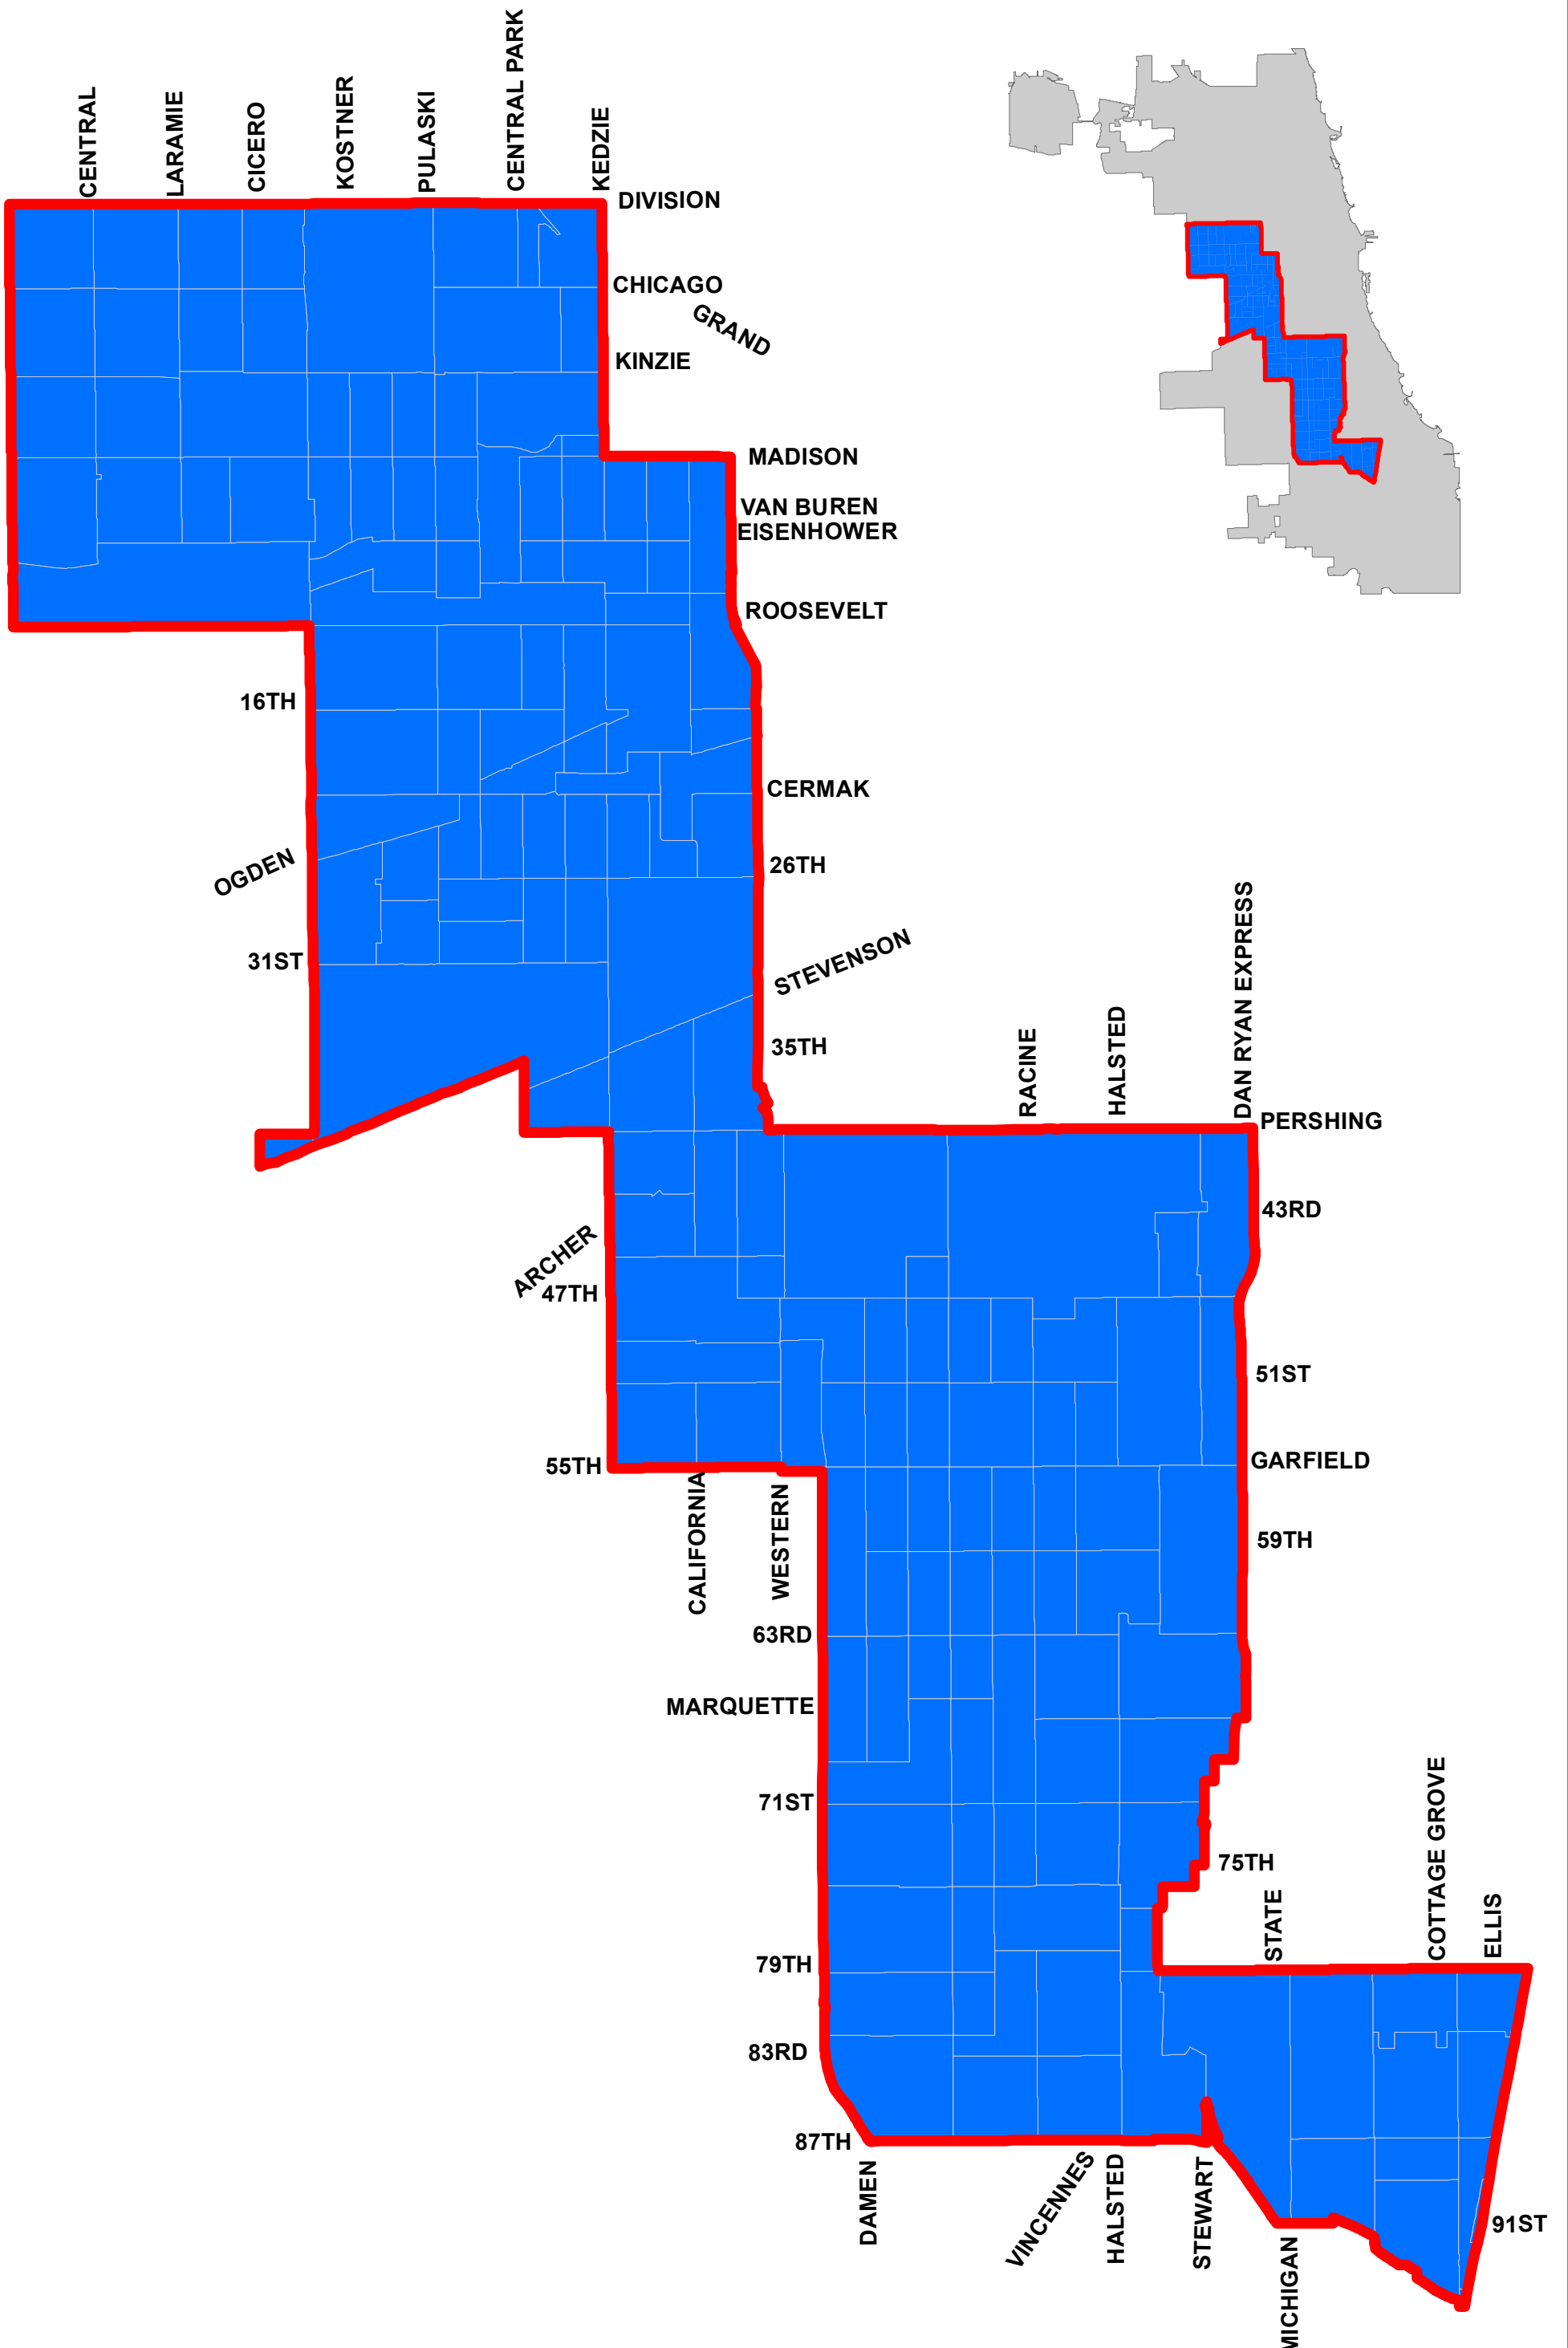 CENTRAL
LARAMIE
CICERO
KOSTNER
PULASKI
CENTRAL PARK
KEDZIE
DIVISION
CHICAGO
GRAND
KINZIE
MADISON
VAN BUREN
EISENHOWER
ROOSEVELT
16TH
CERMAK
OGDEN
26TH
31ST
STEVENSON
35TH
RACINE
HALSTED
DAN RYAN EXPRESS
PERSHING
43RD
ARCHER
47TH
51ST
55TH
GARFIELD
CALIFORNIA
WESTERN
59TH
63RD
MARQUETTE
71ST
75TH
STATE
COTTAGE GROVE
ELLIS
79TH
83RD
87TH
DAMEN
VINCENNES
HALSTED
STEWART
MICHIGAN
91ST